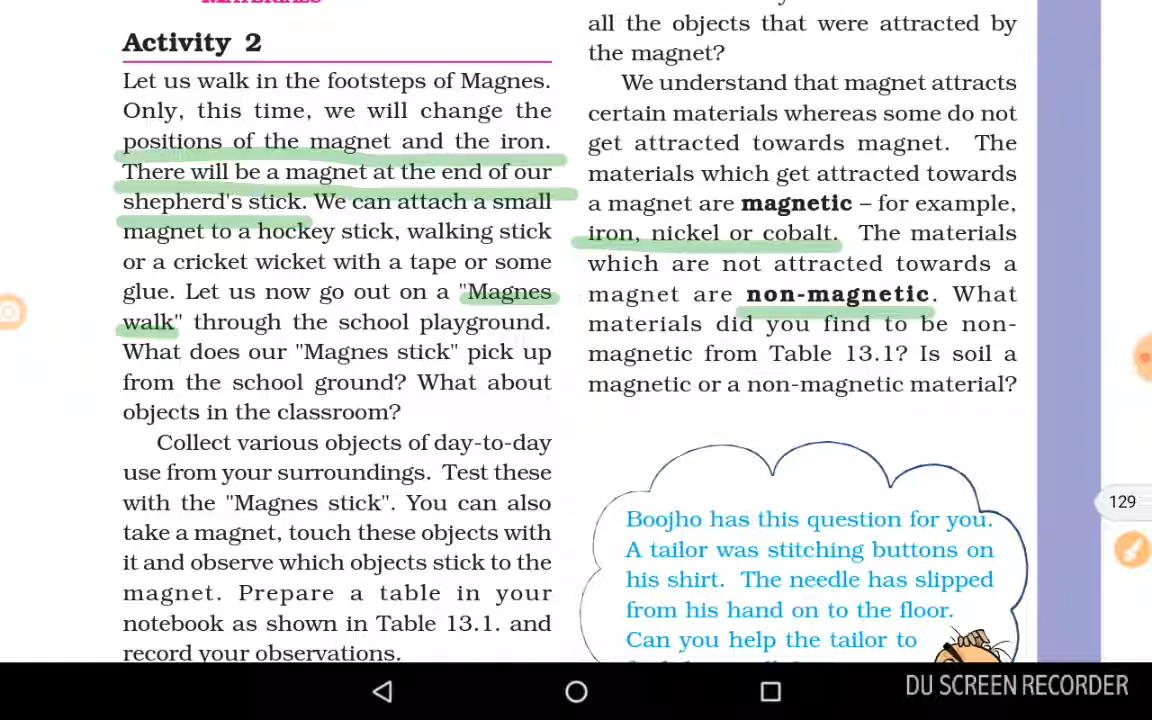 MATERIALS
Activity 2
Let us walk in the footsteps of Magnes.
Only, this time, we will change the
positions of the magnet and the iron.
There will be a magnet at the end of our
shepherd's stick. We can attach a small
magnet to a hockey stick, walking stick
or a cricket wicket with a tape or some
glue. Let us now go out on a "Magnes
walk" through the school playground.
What does our "Magnes stick" pick up
from the school ground? What about
objects in the classroom?
Collect various objects of day-to-day
use from your surroundings. Test these
with the "Magnes stick". You can also
take a magnet, touch these objects with
it and observe which objects stick to the
magnet. Prepare a table in your
notebook as shown in Table 13.1. and
record your observations.
all the objects that were attracted by
the magnet?
We understand that magnet attracts
certain materials whereas some do not
get attracted towards magnet. The
materials which get attracted towards
a magnet are magnetic – for example,
iron, nickel or cobalt. The materials
which are not attracted towards a
magnet are non-magnetic. What
materials did you find to be non-
magnetic from Table 13.1? Is soil a
magnetic or a non-magnetic material?
Boojho has this question for you.
A tailor was stitching buttons on
his shirt. The needle has slipped
from his hand on to the floor.
Can you help the tailor to
129
DU SCREEN RECORDER